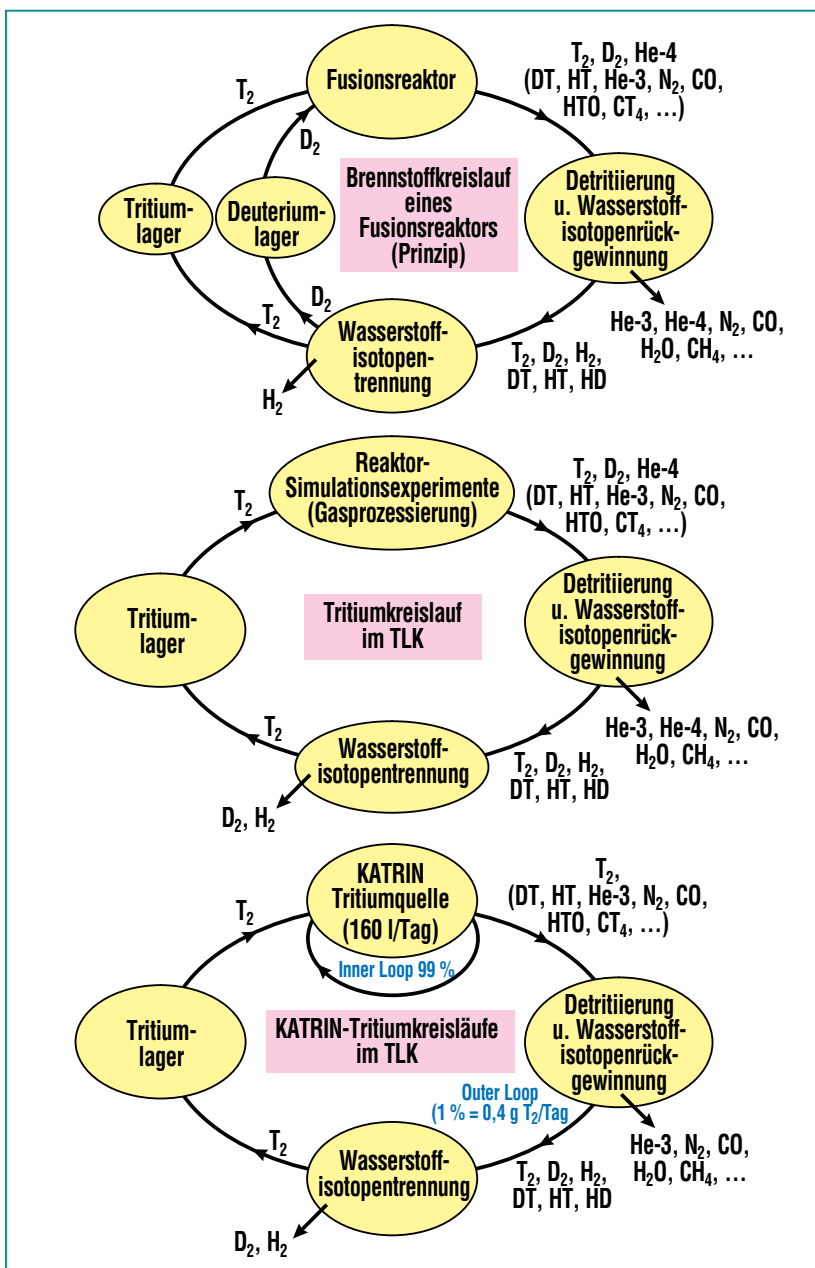 Fusionsreaktor
T₂, D₂, He-4
(DT, HT, He-3, N₂, CO,
HTO, CT₄, …)
T₂
D₂
Brennstoffkreislauf
eines
Fusionsreaktors
(Prinzip)
Tritium-
lager
Deuterium-
lager
Detritiierung
u. Wasserstoff-
isotopenrück-
gewinnung
T₂
D₂
Wasserstoff-
isotopen-
trennung
He-3, He-4, N₂, CO,
H₂O, CH₄, …
T₂, D₂, H₂,
DT, HT, HD
H₂
Reaktor-
Simulationsexperimente
(Gasprozessierung)
T₂, D₂, He-4
(DT, HT, He-3, N₂, CO,
HTO, CT₄, …)
T₂
Tritium-
lager
Tritiumkreislauf
im TLK
Detritiierung
u. Wasserstoff-
isotopenrück-
gewinnung
T₂
Wasserstoff-
isotopentrennung
He-3, He-4, N₂, CO,
H₂O, CH₄, …
T₂, D₂, H₂,
DT, HT, HD
D₂, H₂
KATRIN
Tritiumquelle
(160 l/Tag)
T₂,
(DT, HT, He-3, N₂, CO,
HTO, CT₄, …)
T₂
Inner Loop 99 %
Tritium-
lager
KATRIN-Tritiumkreisläufe
im TLK
Detritiierung
u. Wasserstoff-
isotopenrück-
gewinnung
Outer Loop
(1 % = 0,4 g T₂/Tag
T₂
Wasserstoff-
isotopentrennung
He-3, N₂, CO,
H₂O, CH₄, …
T₂, D₂, H₂,
DT, HT, HD
D₂, H₂